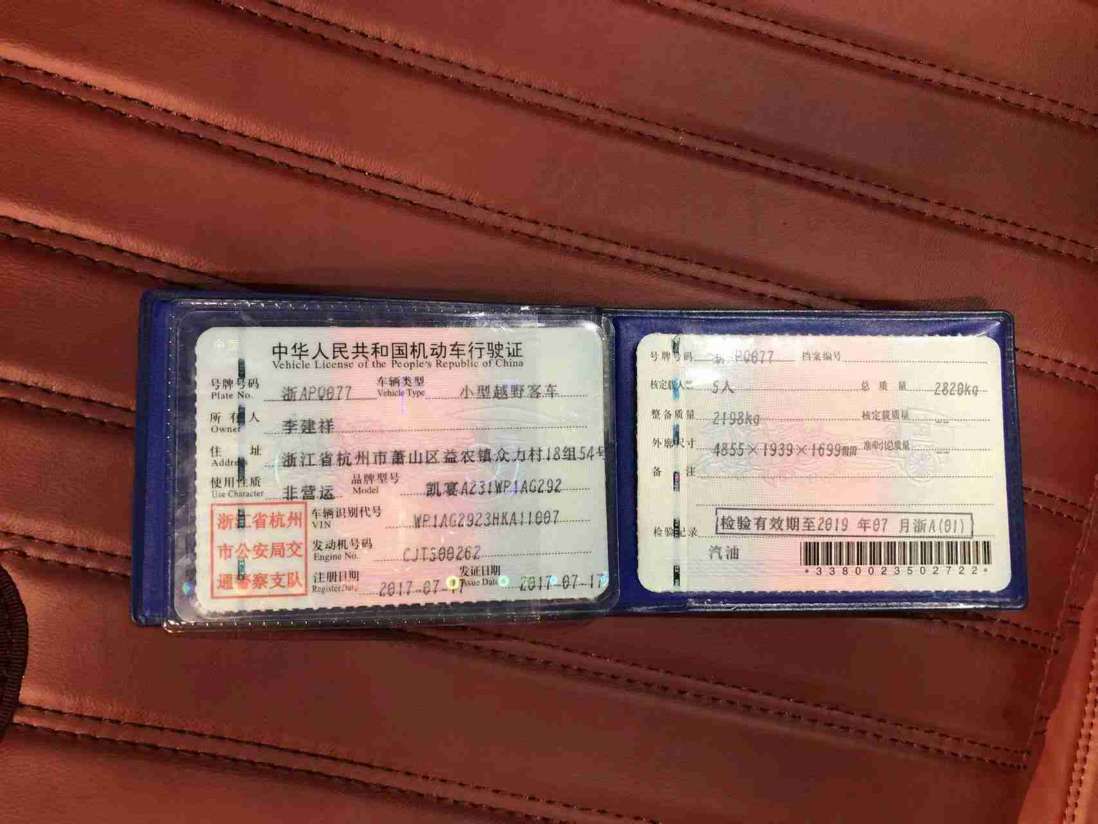 中华人民共和国机动车行驶证
Vehicle License of the People's Republic of China
号牌号码 浙APQ877 车辆类型 小型越野客车
Plate No. Vehicle Type
所有人 李建祥
Owner
住址 浙江省杭州市萧山区益农镇众力村18组54号
Address
使用性质 非营运 品牌型号 凯宴A231WP1AG292
Use Character Model
浙江省杭州
市公安局交
通警察支队
车辆识别代号 WP1AG2923HKA11007
VIN
发动机号码 CJTS00262
Engine No.
注册日期 2017-07-17 发证日期 2017-07-17
Register Date Issue Date
号牌号码 浙APQ877 档案编号
核定载人数 5人 总质量 2820kg
整备质量 2198kg 核定载质量
外廓尺寸 4855×1939×1699mm 准牵引总质量
备注
检验记录 检验有效期至2019年07月浙A(01)
汽油
*3380023502722*